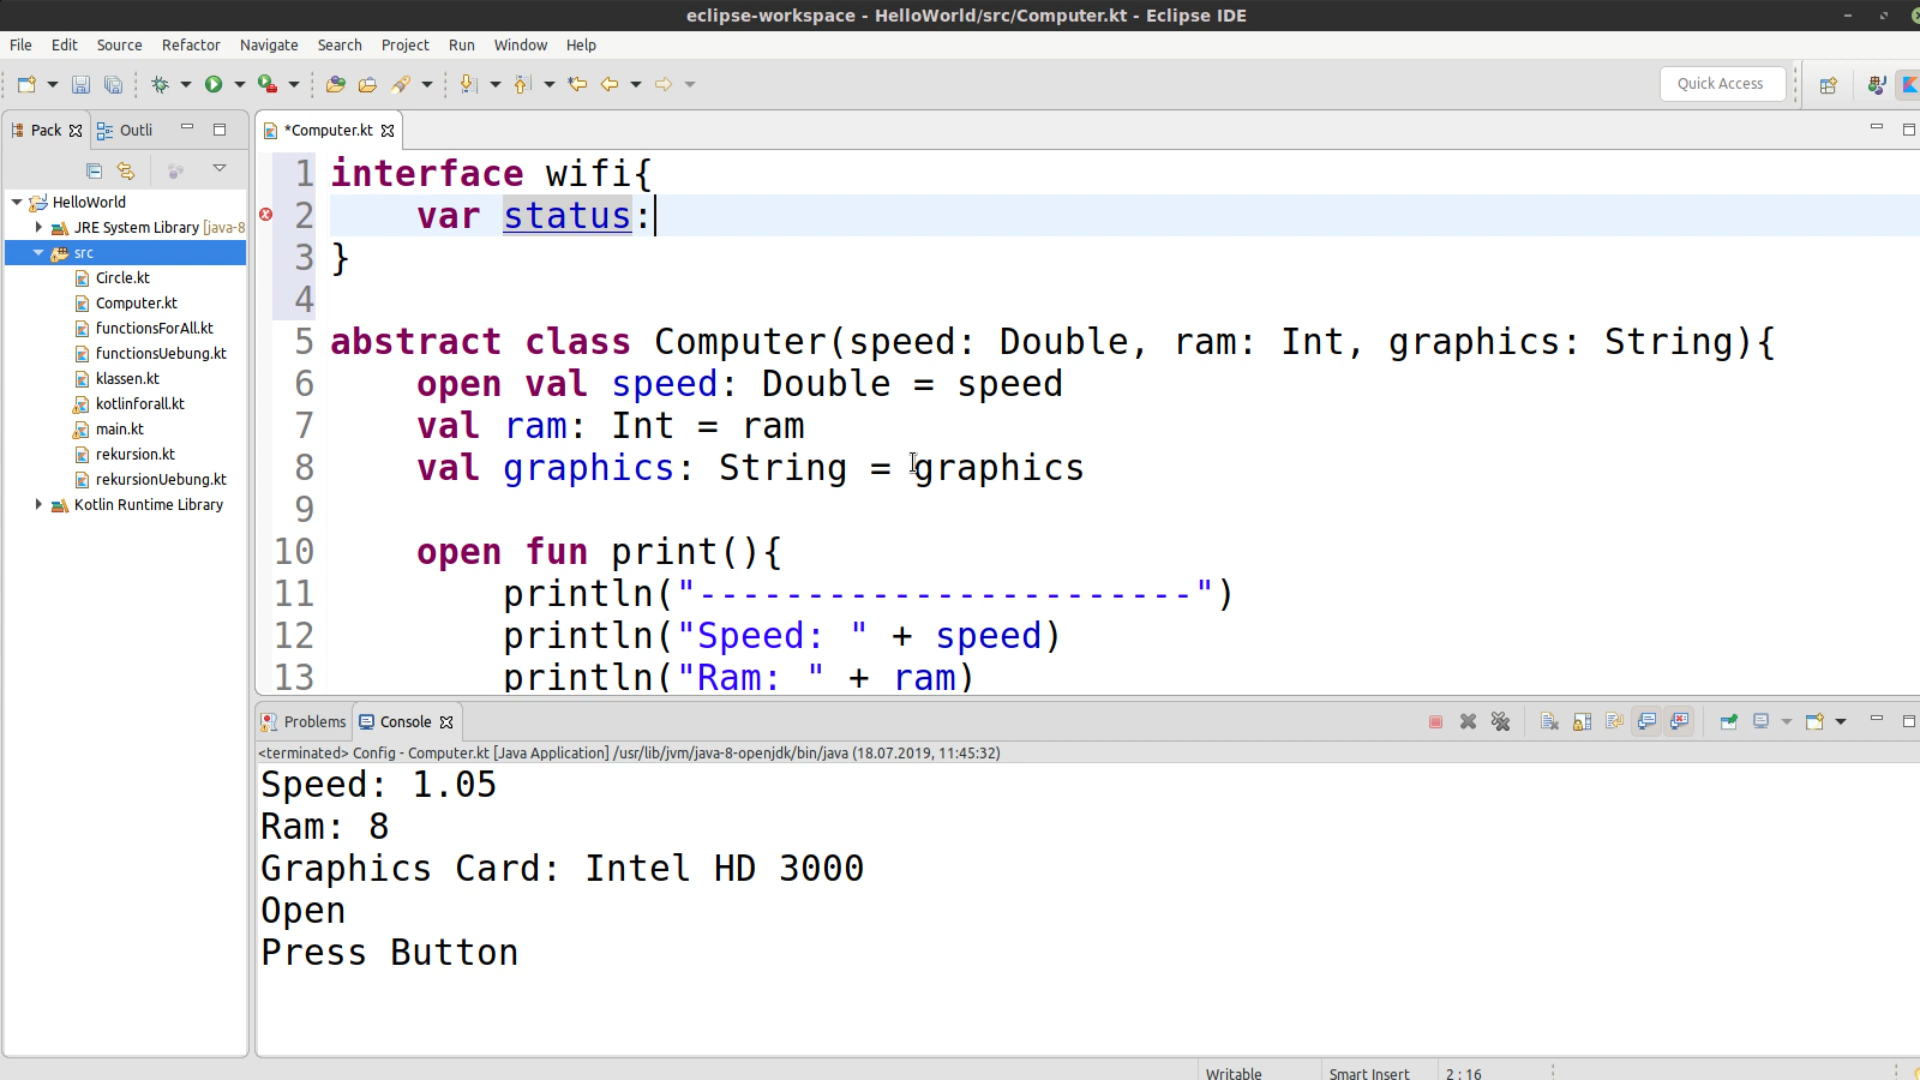 eclipse-workspace - HelloWorld/src/Computer.kt - Eclipse IDE
File Edit Source Refactor Navigate Search Project Run Window Help
Quick Access
Pack Outli
*Computer.kt
HelloWorld
JRE System Library [java-8
src
Circle.kt
Computer.kt
functionsForAll.kt
functionsUebung.kt
klassen.kt
kotlinforall.kt
main.kt
rekursion.kt
rekursionUebung.kt
Kotlin Runtime Library
1 interface wifi{
2 var status:
3 }
4
5 abstract class Computer(speed: Double, ram: Int, graphics: String){
6 open val speed: Double = speed
7 val ram: Int = ram
8 val graphics: String = graphics
9
10 open fun print(){
11 println("-----------------------")
12 println("Speed: " + speed)
13 println("Ram: " + ram)
Problems Console
<terminated> Config - Computer.kt [Java Application] /usr/lib/jvm/java-8-openjdk/bin/java (18.07.2019, 11:45:32)
Speed: 1.05
Ram: 8
Graphics Card: Intel HD 3000
Open
Press Button
Writable Smart Insert 2 : 16